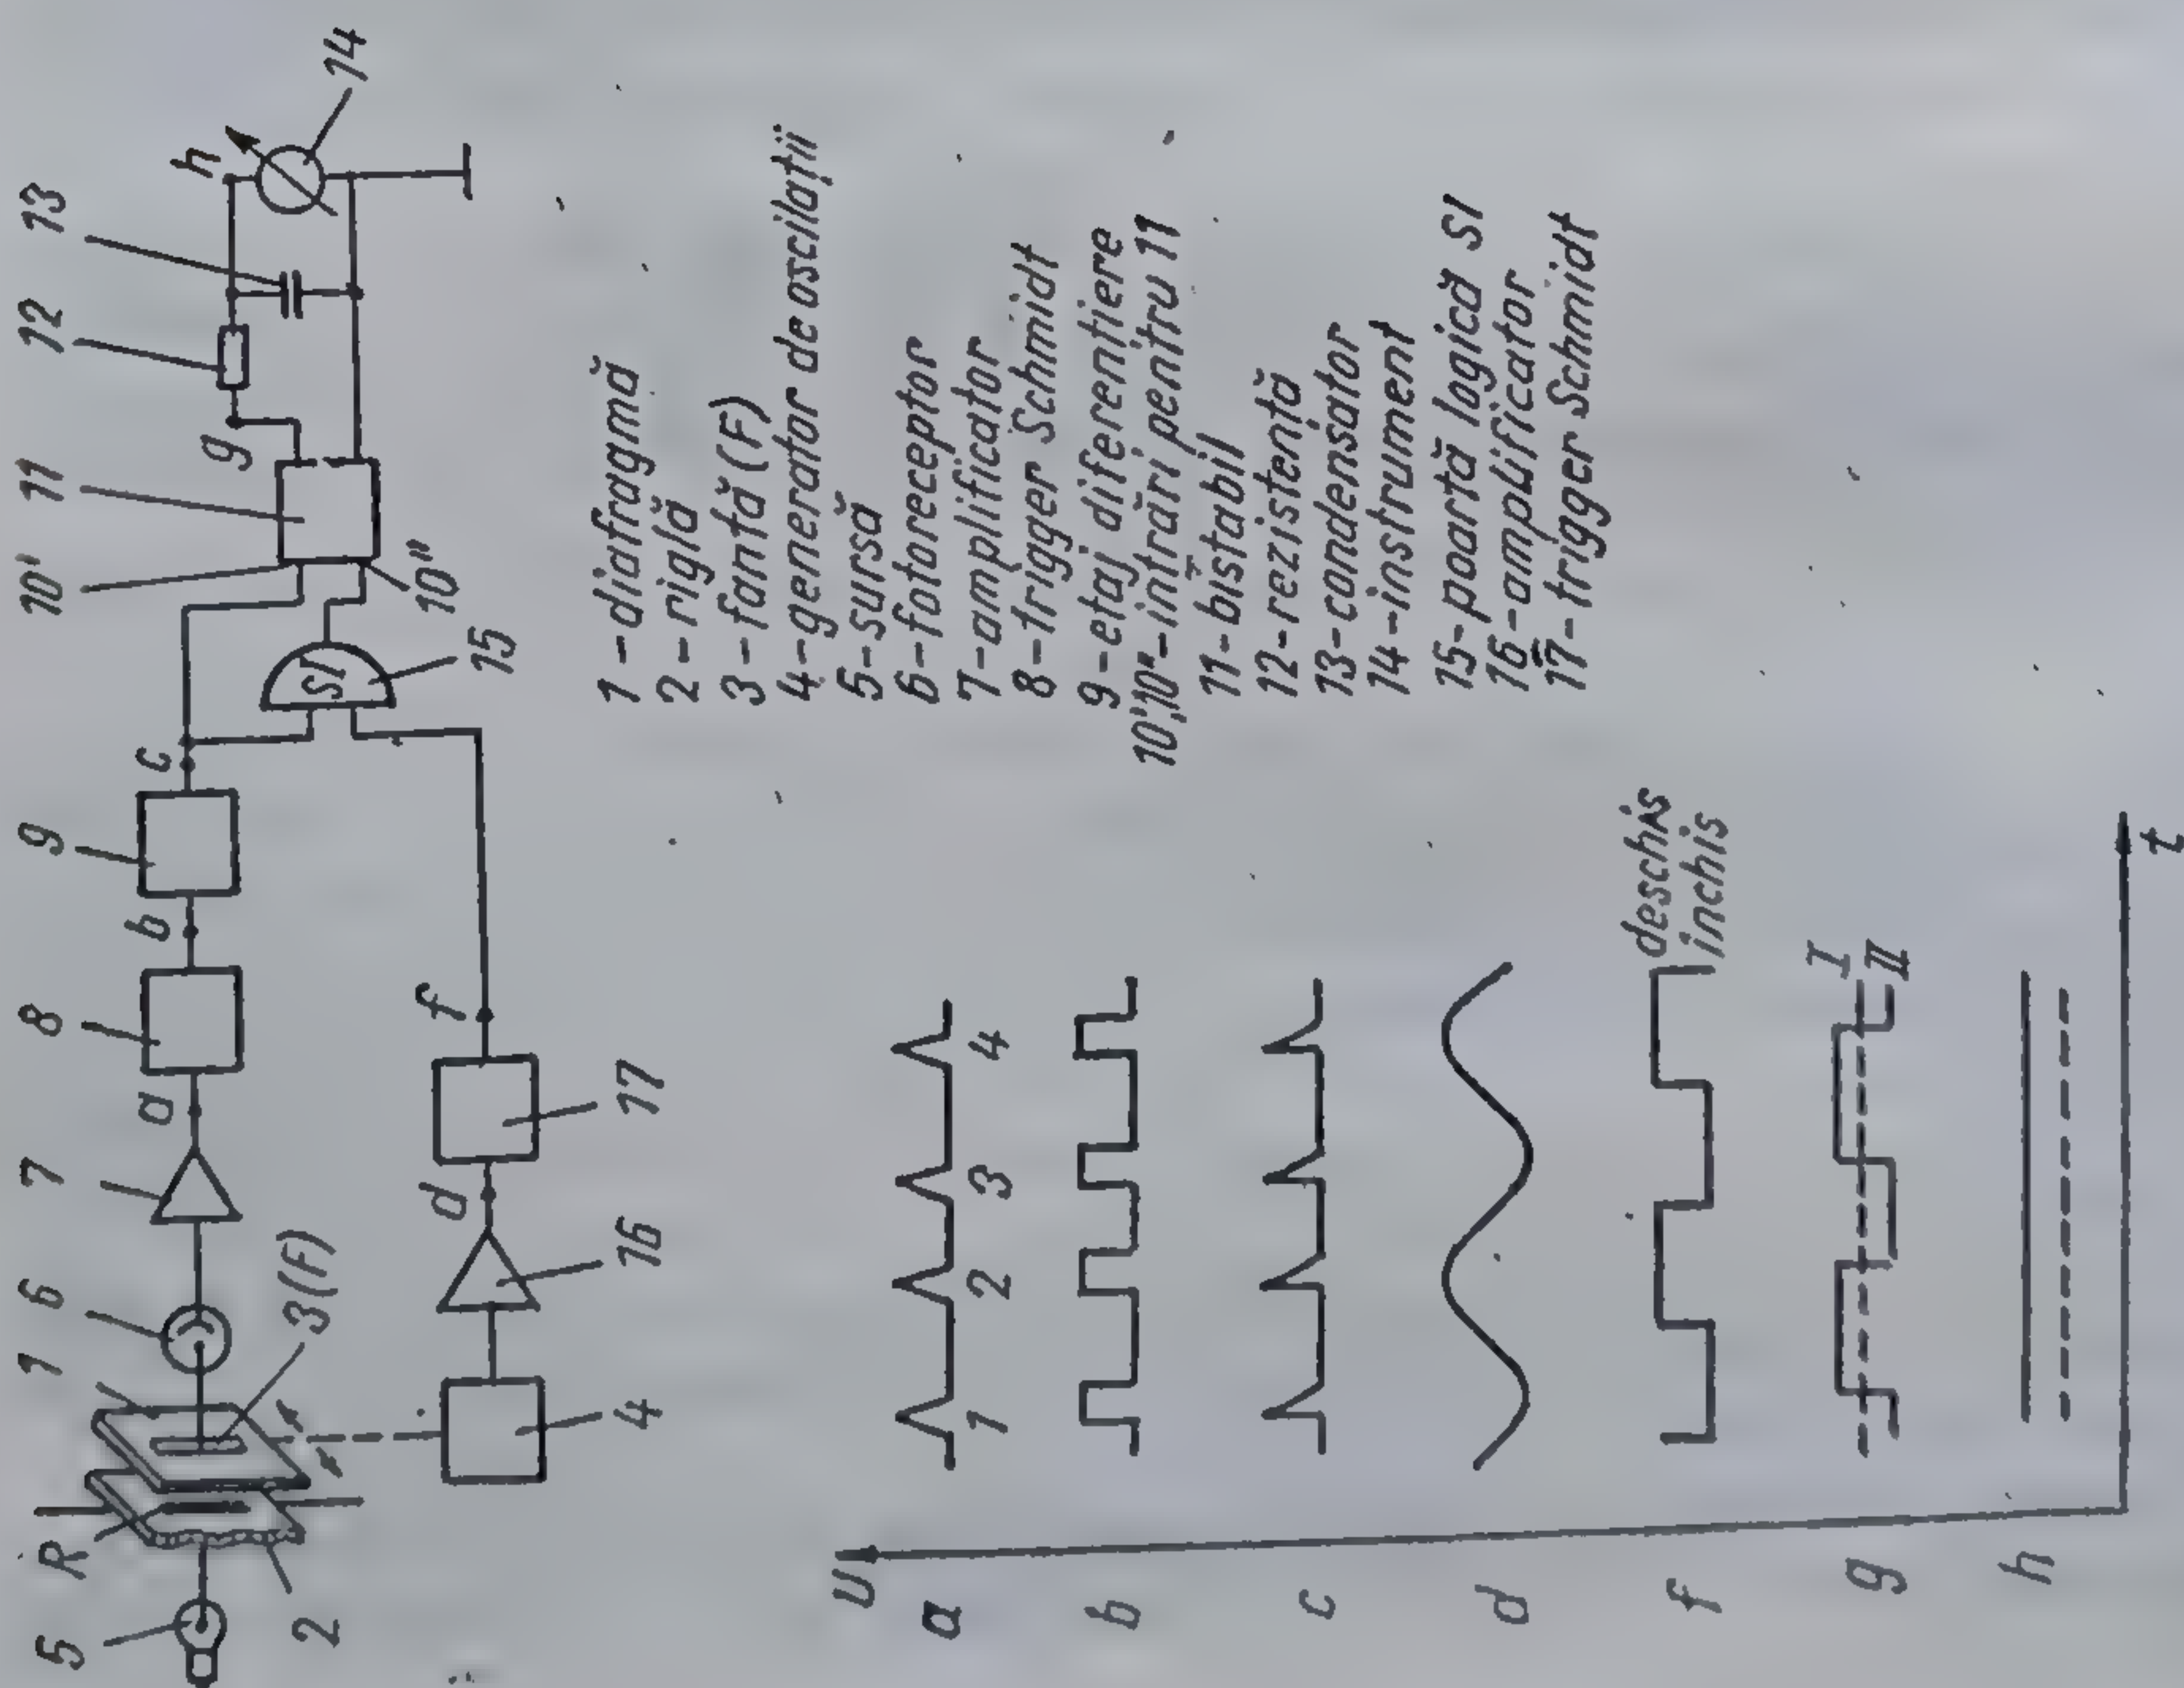 5
R
2
1
6
3(F)
7
a
8
b
9
c
10'
11
g
12
13
h
14
10"
15
SI
4
16
d
17
f
1-diafragmă
2-riglă
3-fantă (F)
4-generator de oscilații
5-sursă
6-fotoreceptor
7-amplificator
8-trigger Schmidt
9-etaj diferentiere
10',10"-intrări pentru 11
11-bistabil
12-rezistentă
13-condensator
14-instrument
15-poartă logică SI
16-amplificator
17-trigger Schmidt
U
a
1 2 3 4
b
c
d
f
deschis
inchis
g
I
II
h
t